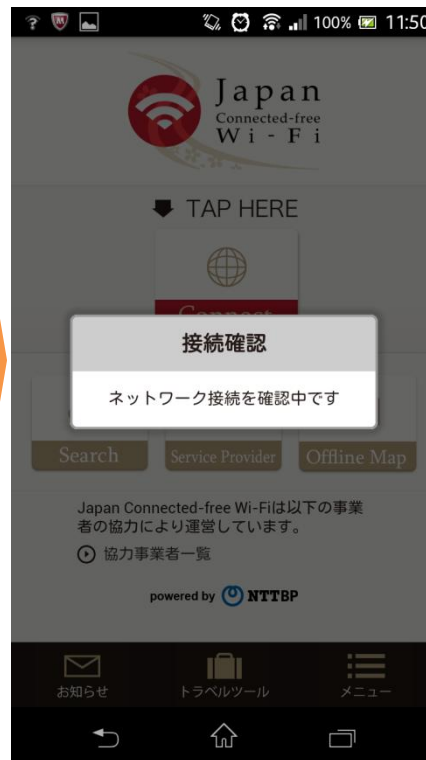 100% 11:50
Japan
Connected-free
Wi-Fi
TAP HERE
Connect
接続確認
ネットワーク接続を確認中です
Search Service Provider Offline Map
Japan Connected-free Wi-Fiは以下の事業
者の協力により運営しています。
協力事業者一覧
powered by NTTBP
お知らせ トラベルツール メニュー